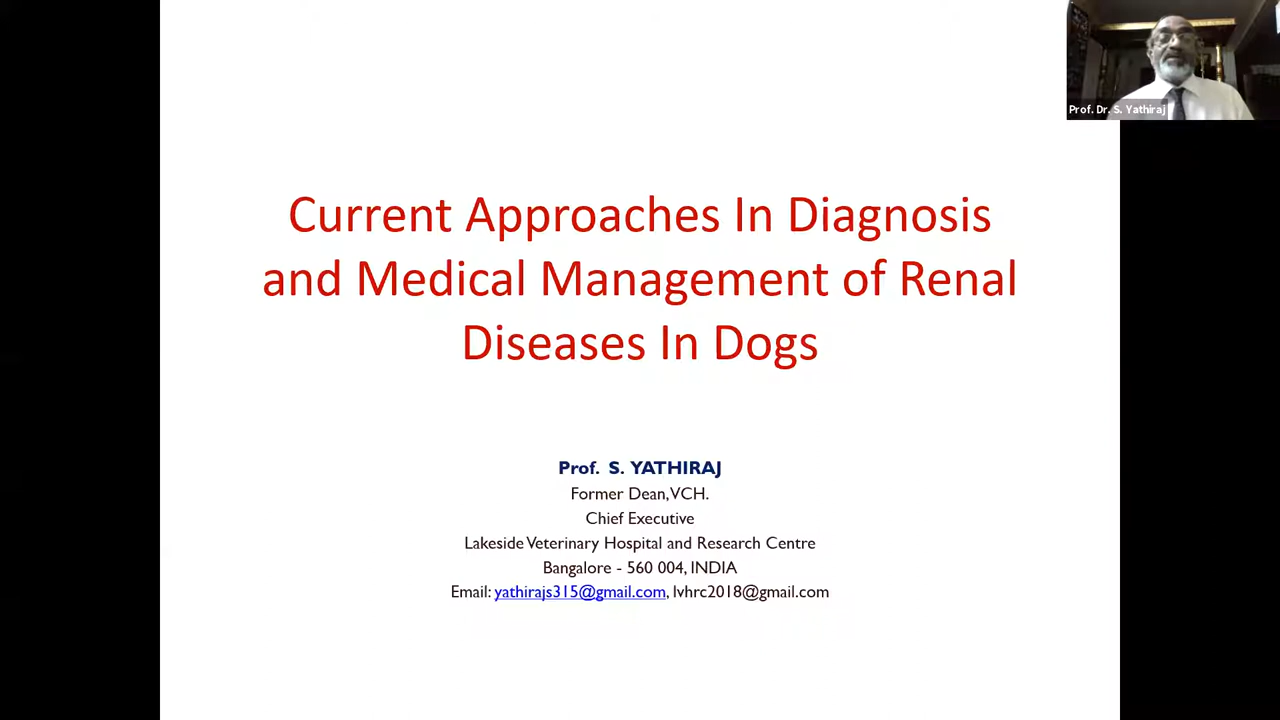 Prof. Dr. S. Yathiraj
Current Approaches In Diagnosis
and Medical Management of Renal
Diseases In Dogs
Prof. S. YATHIRAJ
Former Dean, VCH.
Chief Executive
Lakeside Veterinary Hospital and Research Centre
Bangalore - 560 004, INDIA
Email: yathirajs315@gmail.com, lvhrc2018@gmail.com